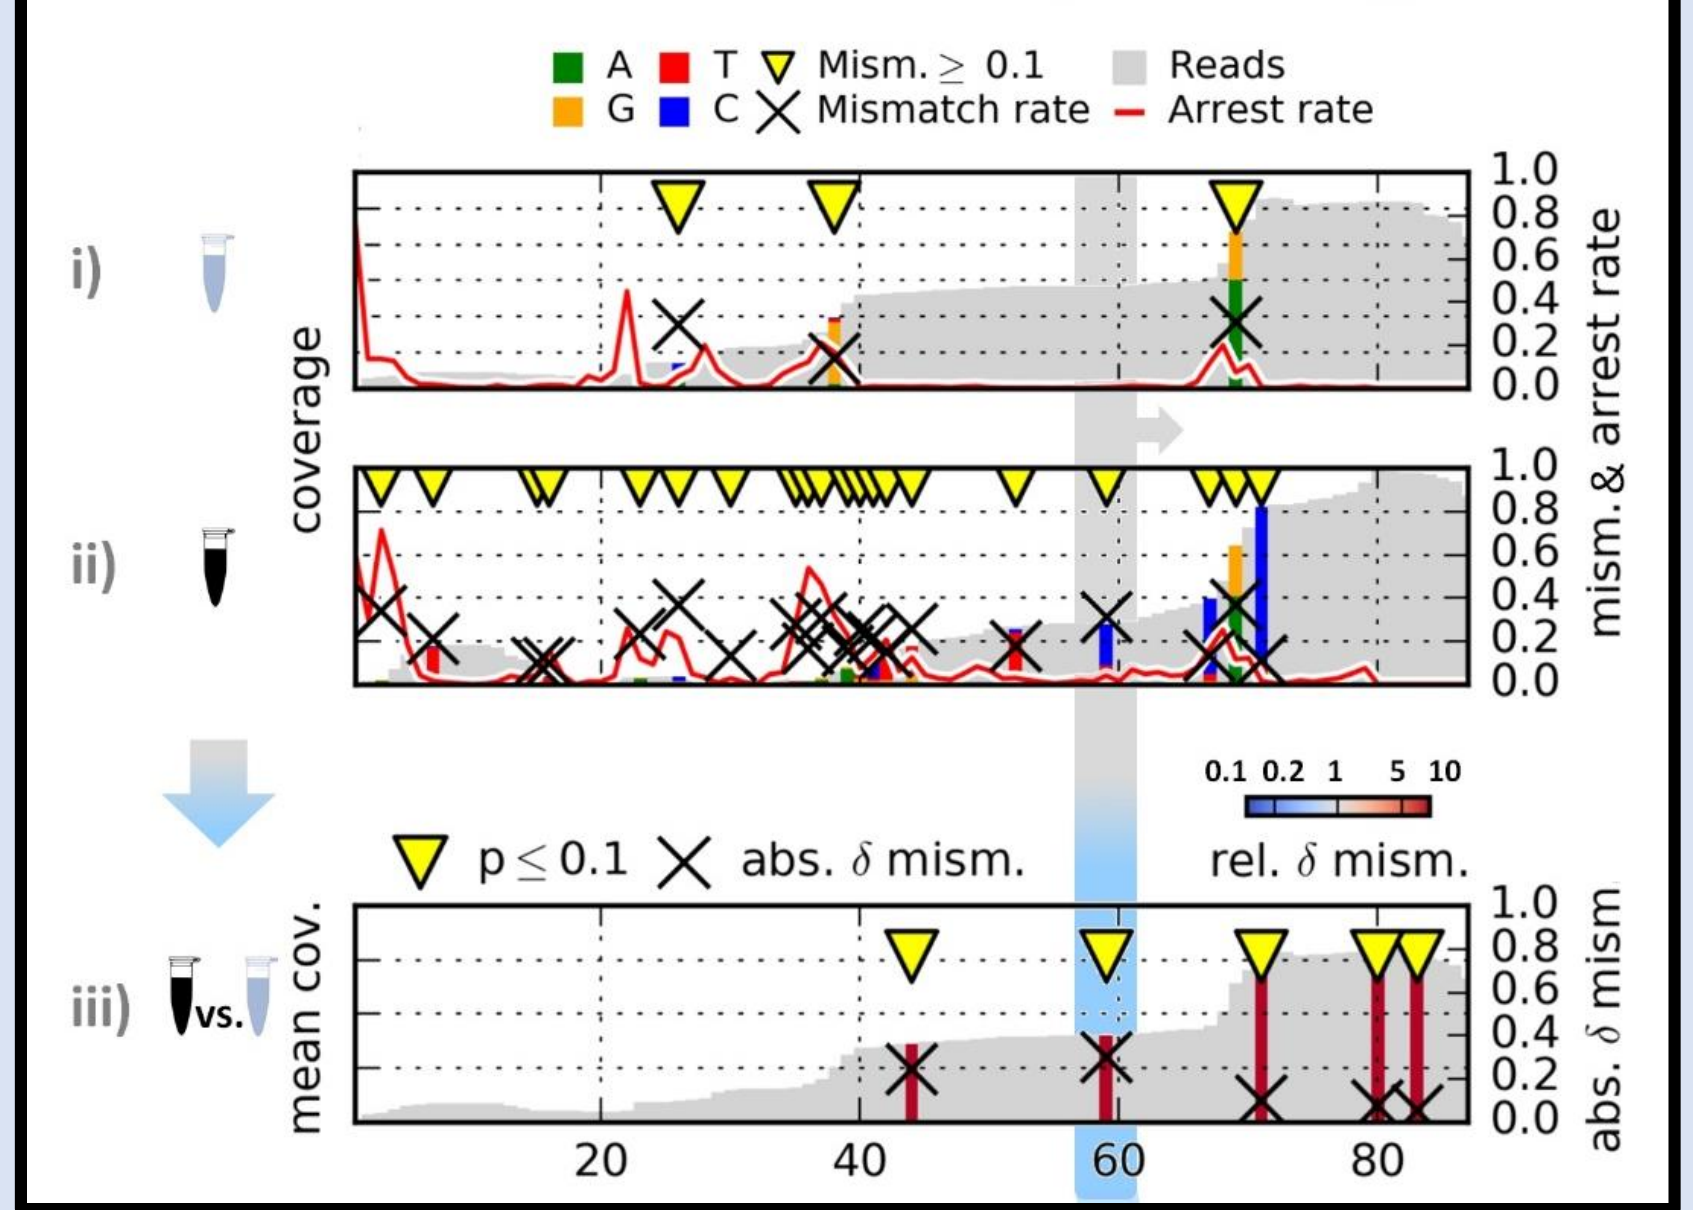 A T Mism. ≥ 0.1 Reads
G C Mismatch rate Arrest rate
i)
coverage
1.0
0.8
0.6
0.4
0.2
0.0
mism. & arrest rate
ii)
1.0
0.8
0.6
0.4
0.2
0.0
0.1 0.2 1 5 10
p ≤ 0.1 abs. δ mism. rel. δ mism.
iii)
vs.
mean cov.
1.0
0.8
0.6
0.4
0.2
0.0
abs. δ mism
20 40 60 80